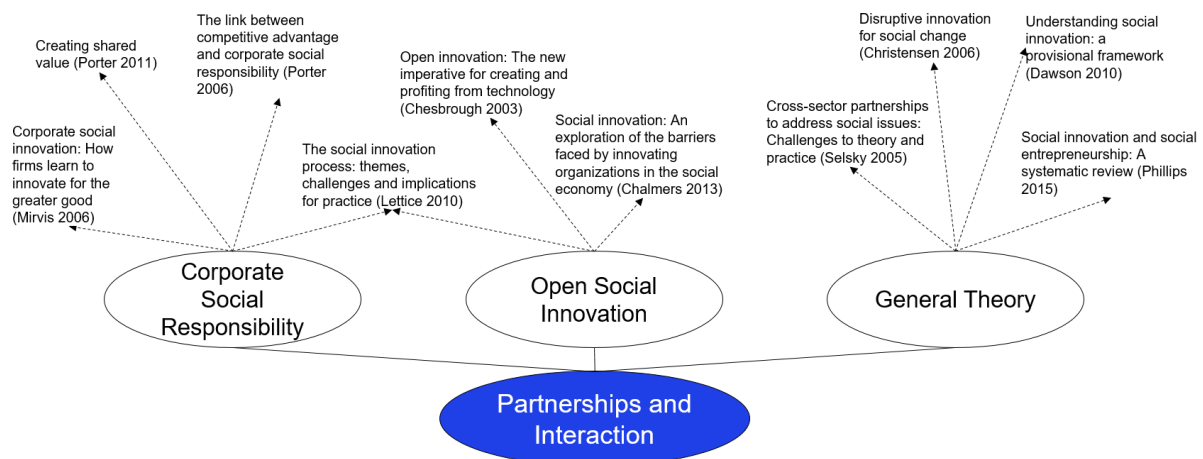 Creating shared
value (Porter 2011)
The link between
competitive advantage
and corporate social
responsibility (Porter
2006)
Corporate social
innovation: How
firms learn to
innovate for the
greater good
(Mirvis 2006)
The social innovation
process: themes,
challenges and implications
for practice (Lettice 2010)
Open innovation: The new
imperative for creating and
profiting from technology
(Chesbrough 2003)
Social innovation: An
exploration of the barriers
faced by innovating
organizations in the social
economy (Chalmers 2013)
Disruptive innovation
for social change
(Christensen 2006)
Understanding social
innovation: a
provisional framework
(Dawson 2010)
Cross-sector partnerships
to address social issues:
Challenges to theory and
practice (Selsky 2005)
Social innovation and social
entrepreneurship: A
systematic review (Phillips
2015)
Corporate
Social
Responsibility
Open Social
Innovation
General Theory
Partnerships and
Interaction